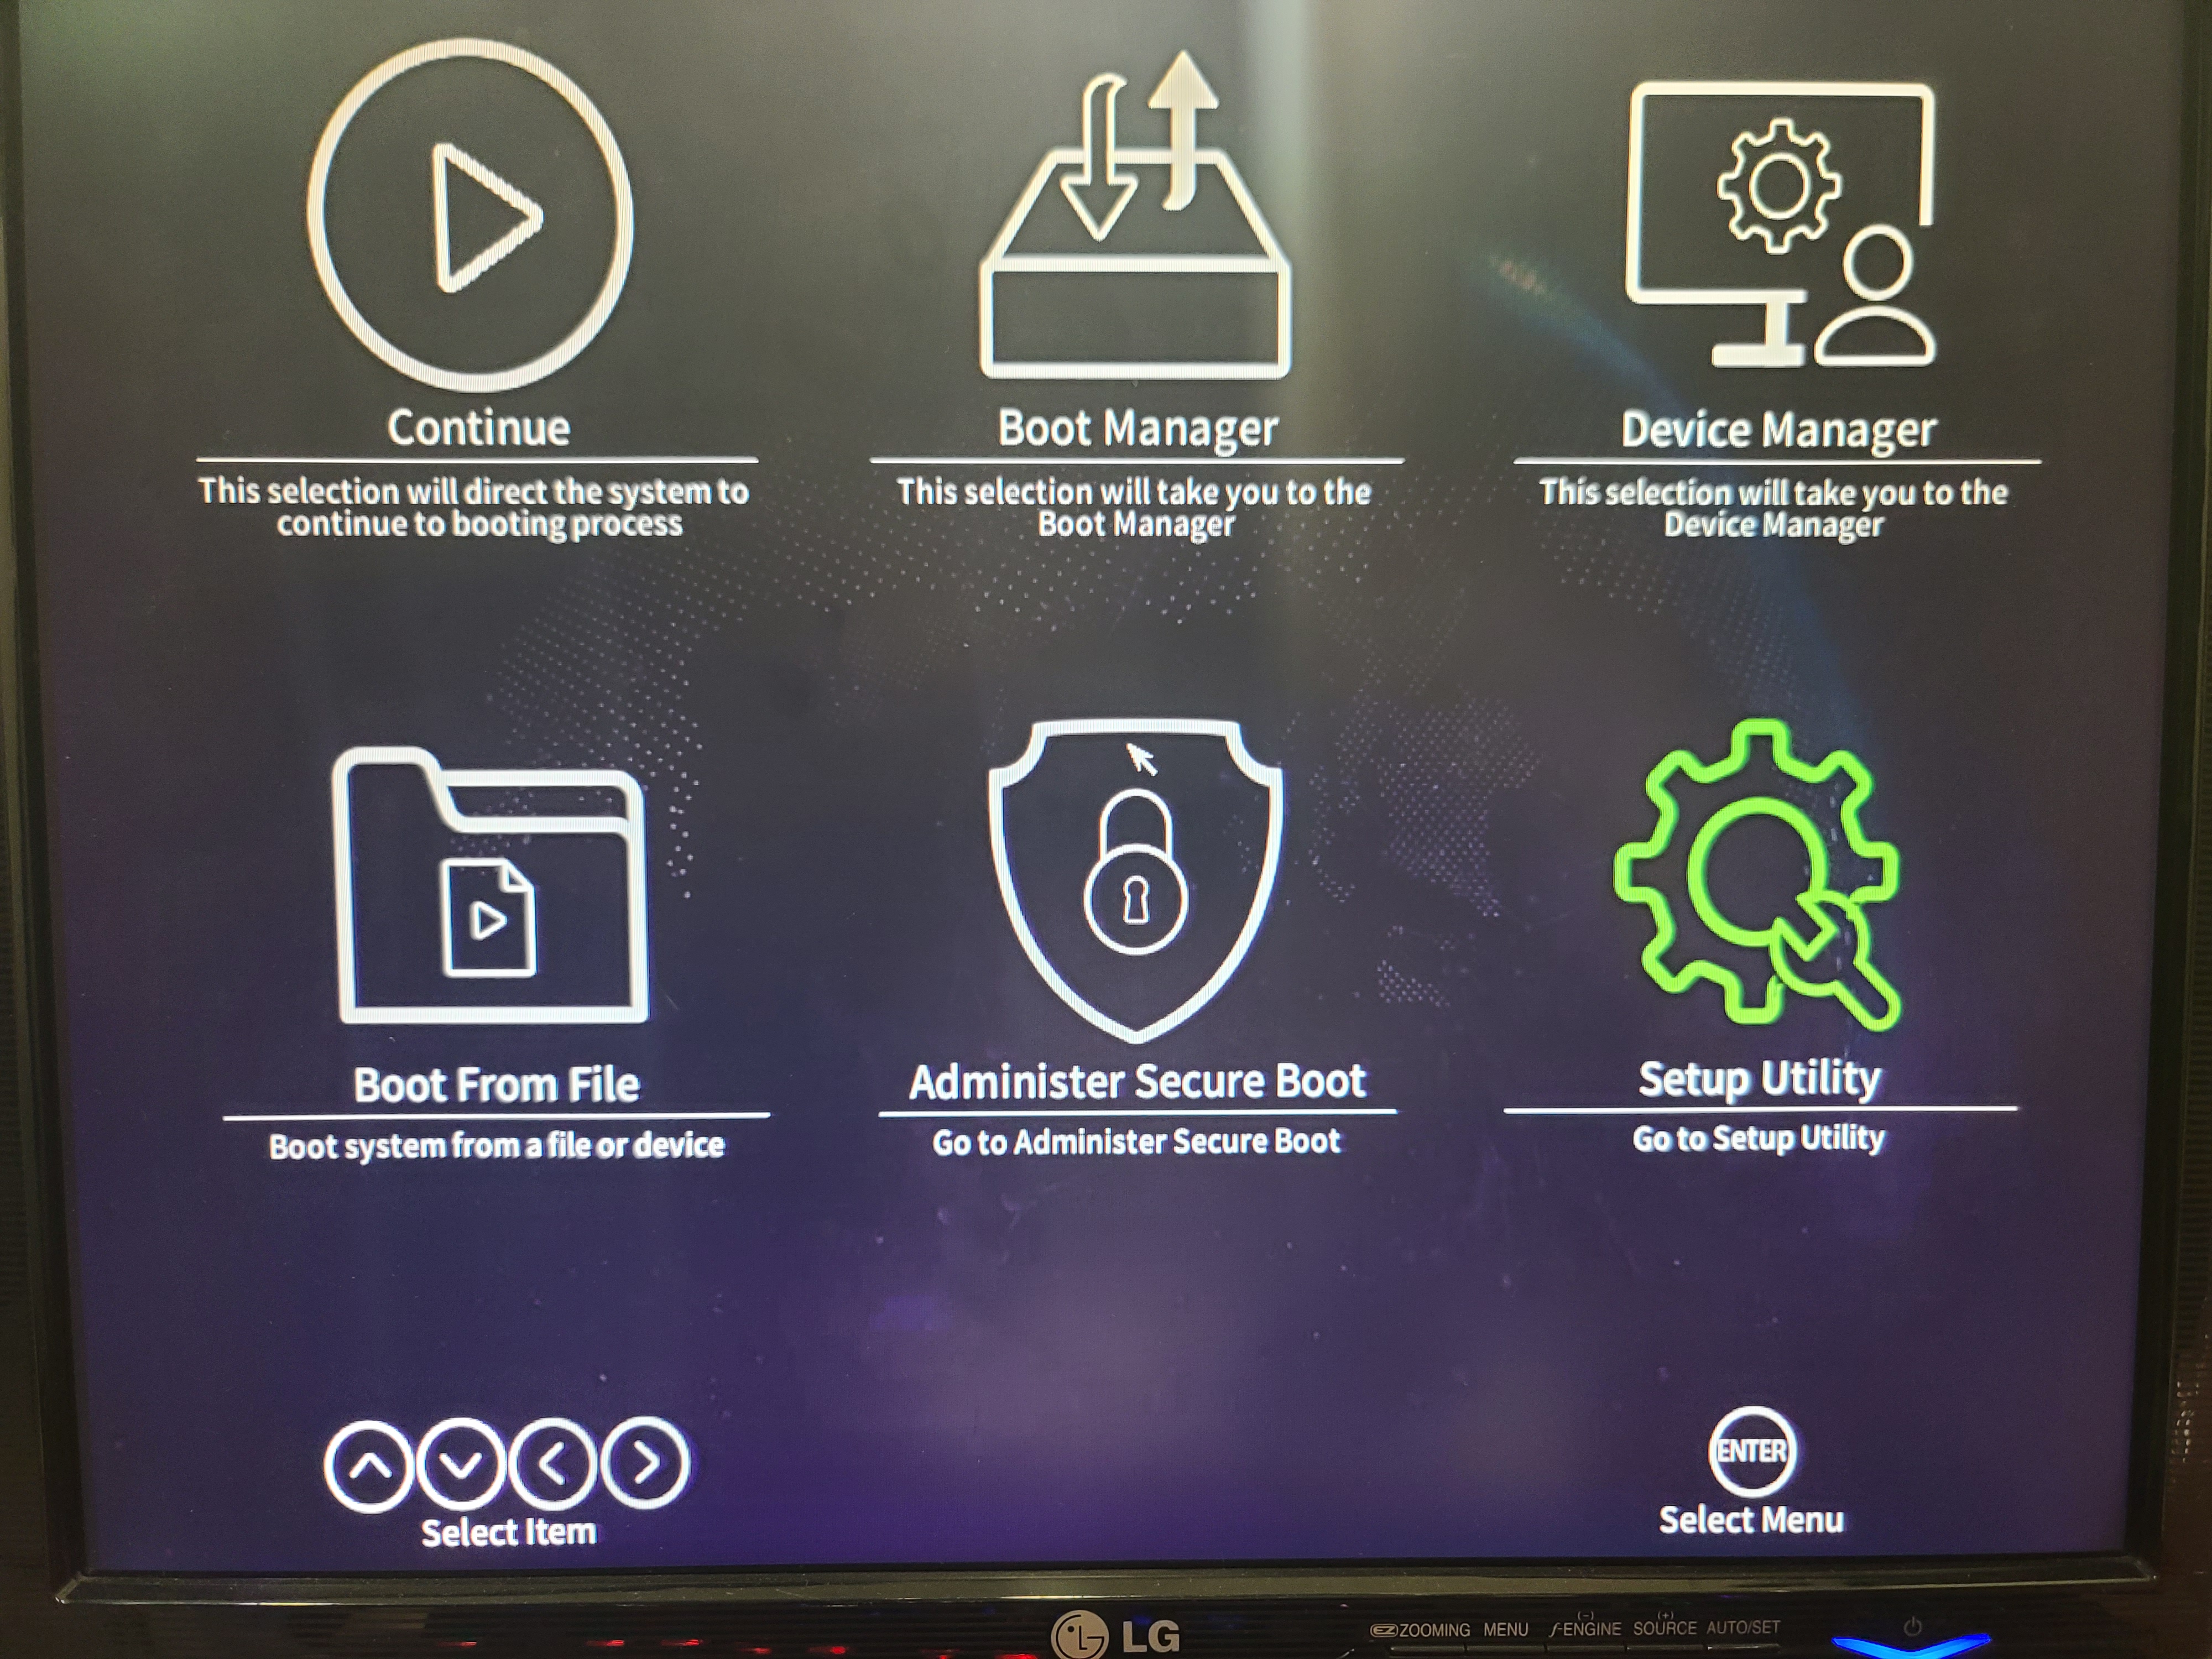 Continue
This selection will direct the system to
continue to booting process
Boot Manager
This selection will take you to the
Boot Manager
Device Manager
This selection will take you to the
Device Manager
Boot From File
Boot system from a file or device
Administer Secure Boot
Go to Administer Secure Boot
Setup Utility
Go to Setup Utility
Select Item
ENTER
Select Menu
LG
EZ ZOOMING MENU (-) f-ENGINE (+) SOURCE AUTO/SET